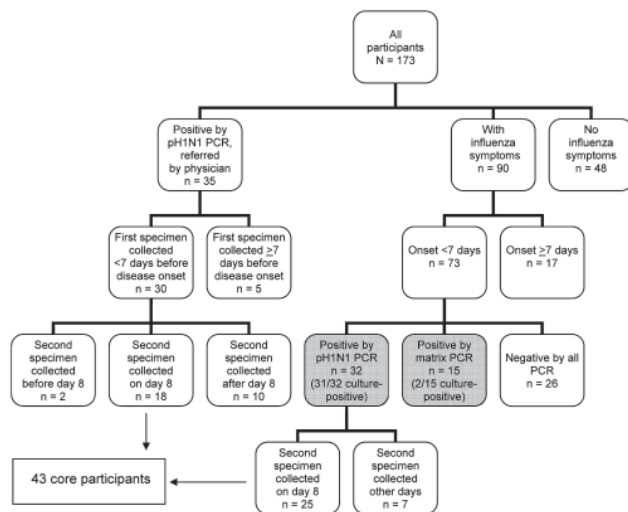 All
participants
N = 173
Positive by
pH1N1 PCR,
referred
by physician
n = 35
With
influenza
symptoms
n = 90
No
influenza
symptoms
n = 48
First specimen
collected
<7 days before
disease onset
n = 30
First specimen
collected ≥7
days before
disease onset
n = 5
Onset <7 days
n = 73
Onset ≥7 days
n = 17
Second
specimen
collected
before day 8
n = 2
Second
specimen
collected
on day 8
n = 18
Second
specimen
collected
after day 8
n = 10
Positive by
pH1N1 PCR
n = 32
(31/32 culture-
positive)
Positive by
matrix PCR
n = 15
(2/15 culture-
positive)
Negative by all
PCR
n = 26
43 core participants
Second
specimen
collected
on day 8
n = 25
Second
specimen
collected
other days
n = 7